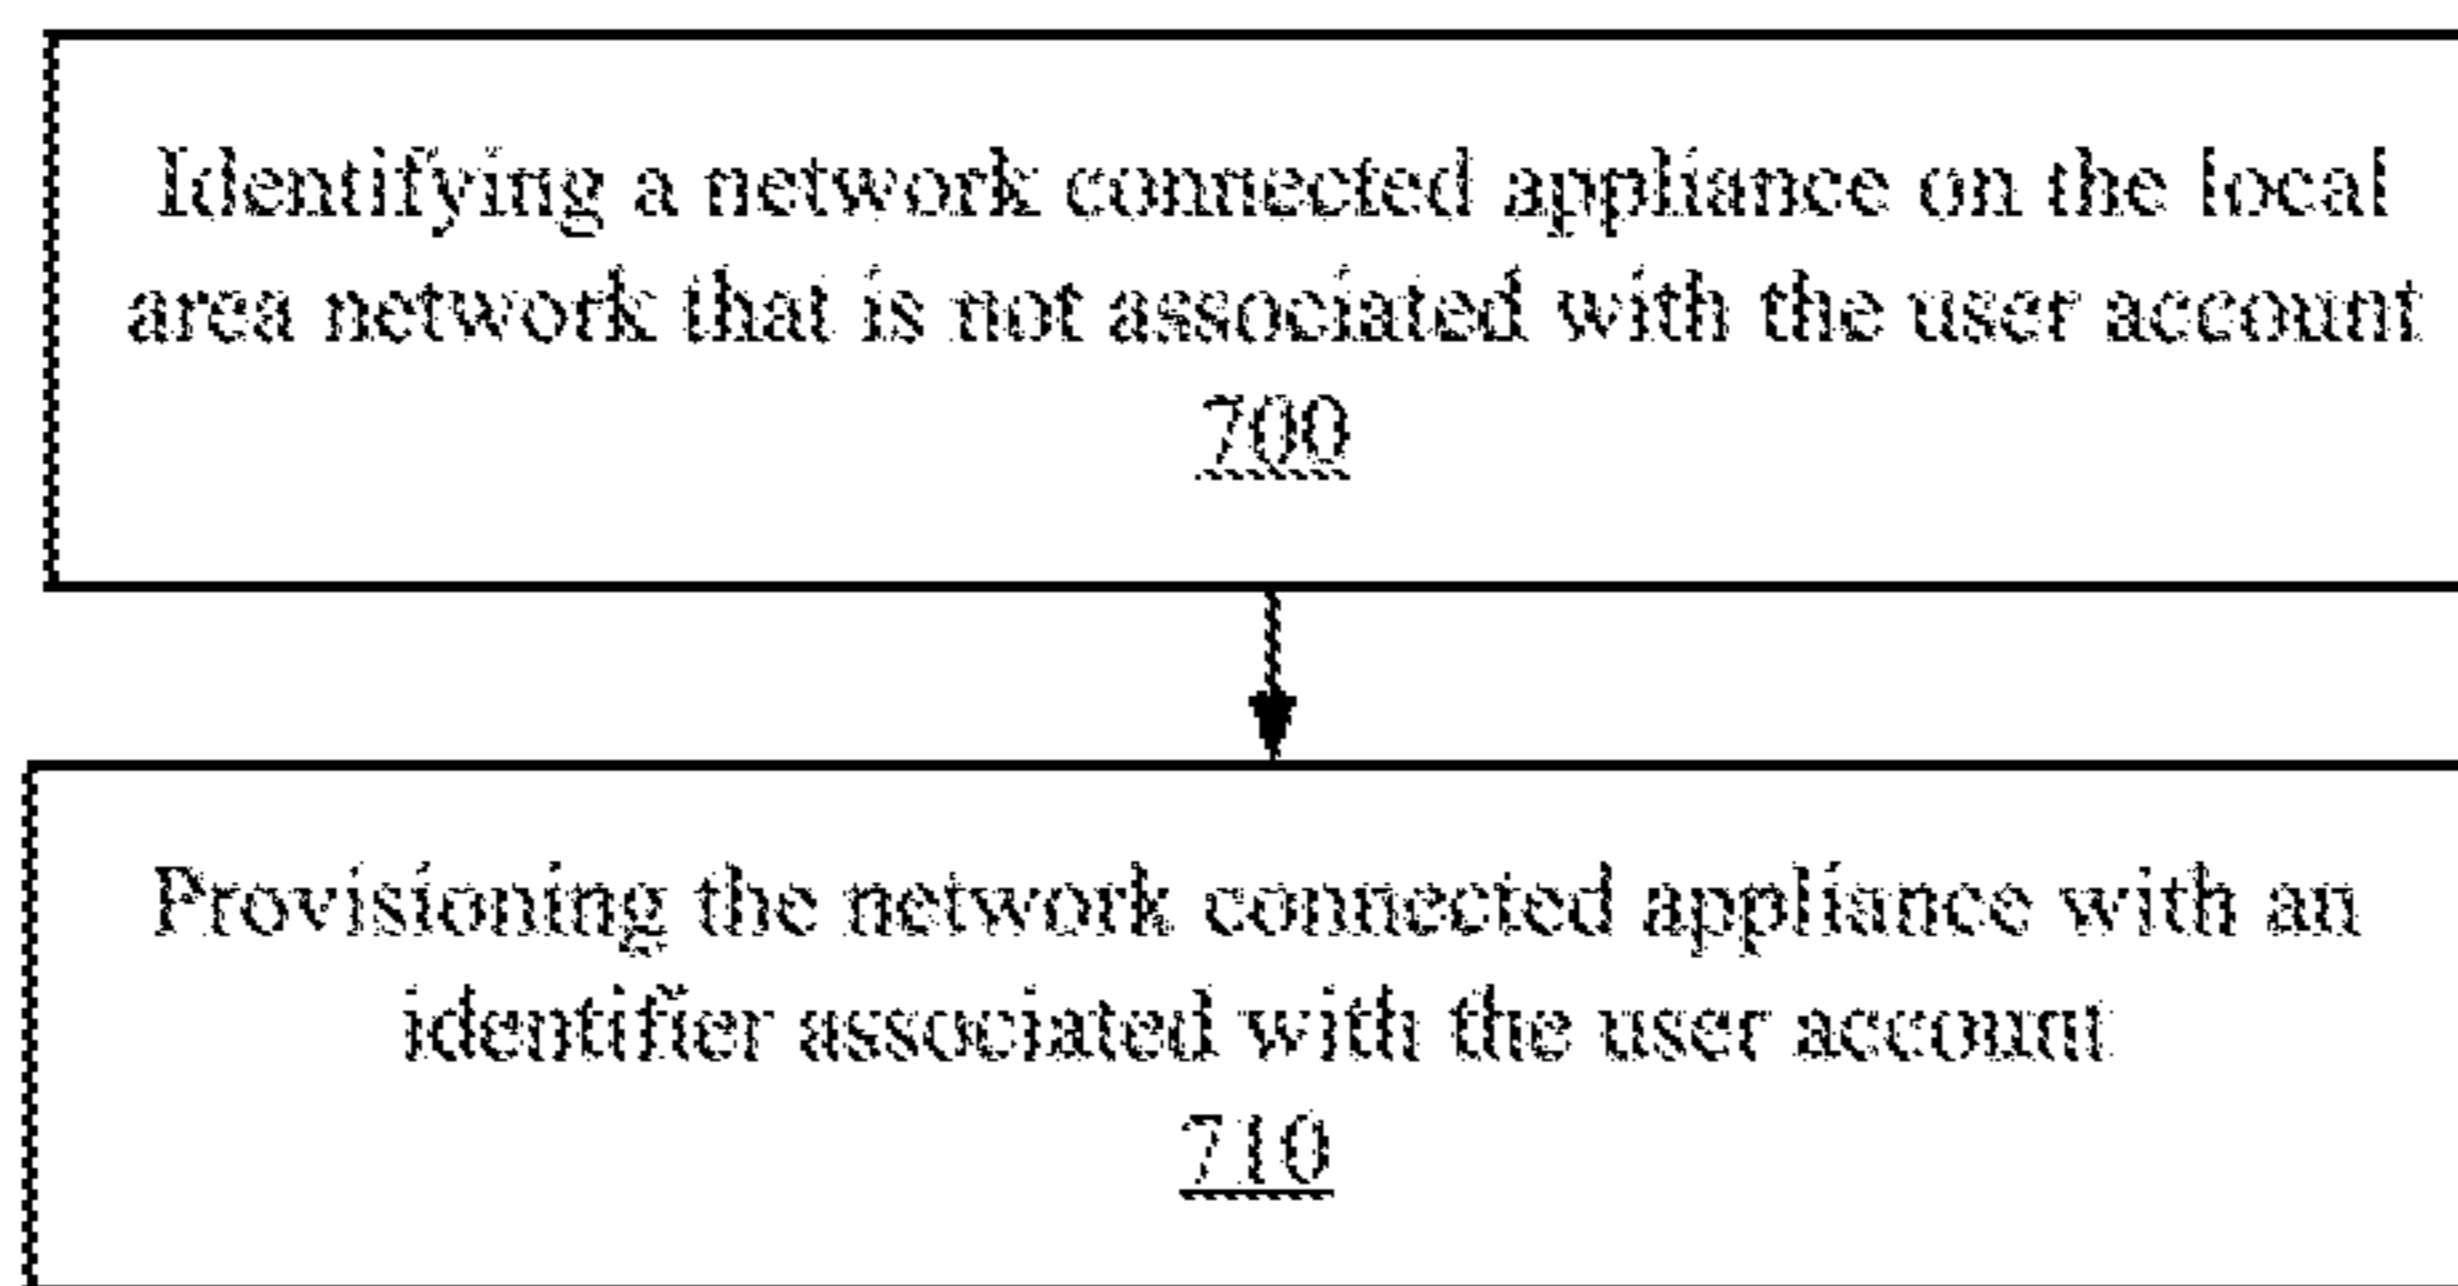 Identifying a network connected appliance on the local
area network that is not associated with the user account
700
Provisioning the network connected appliance with an
identifier associated with the user account
710